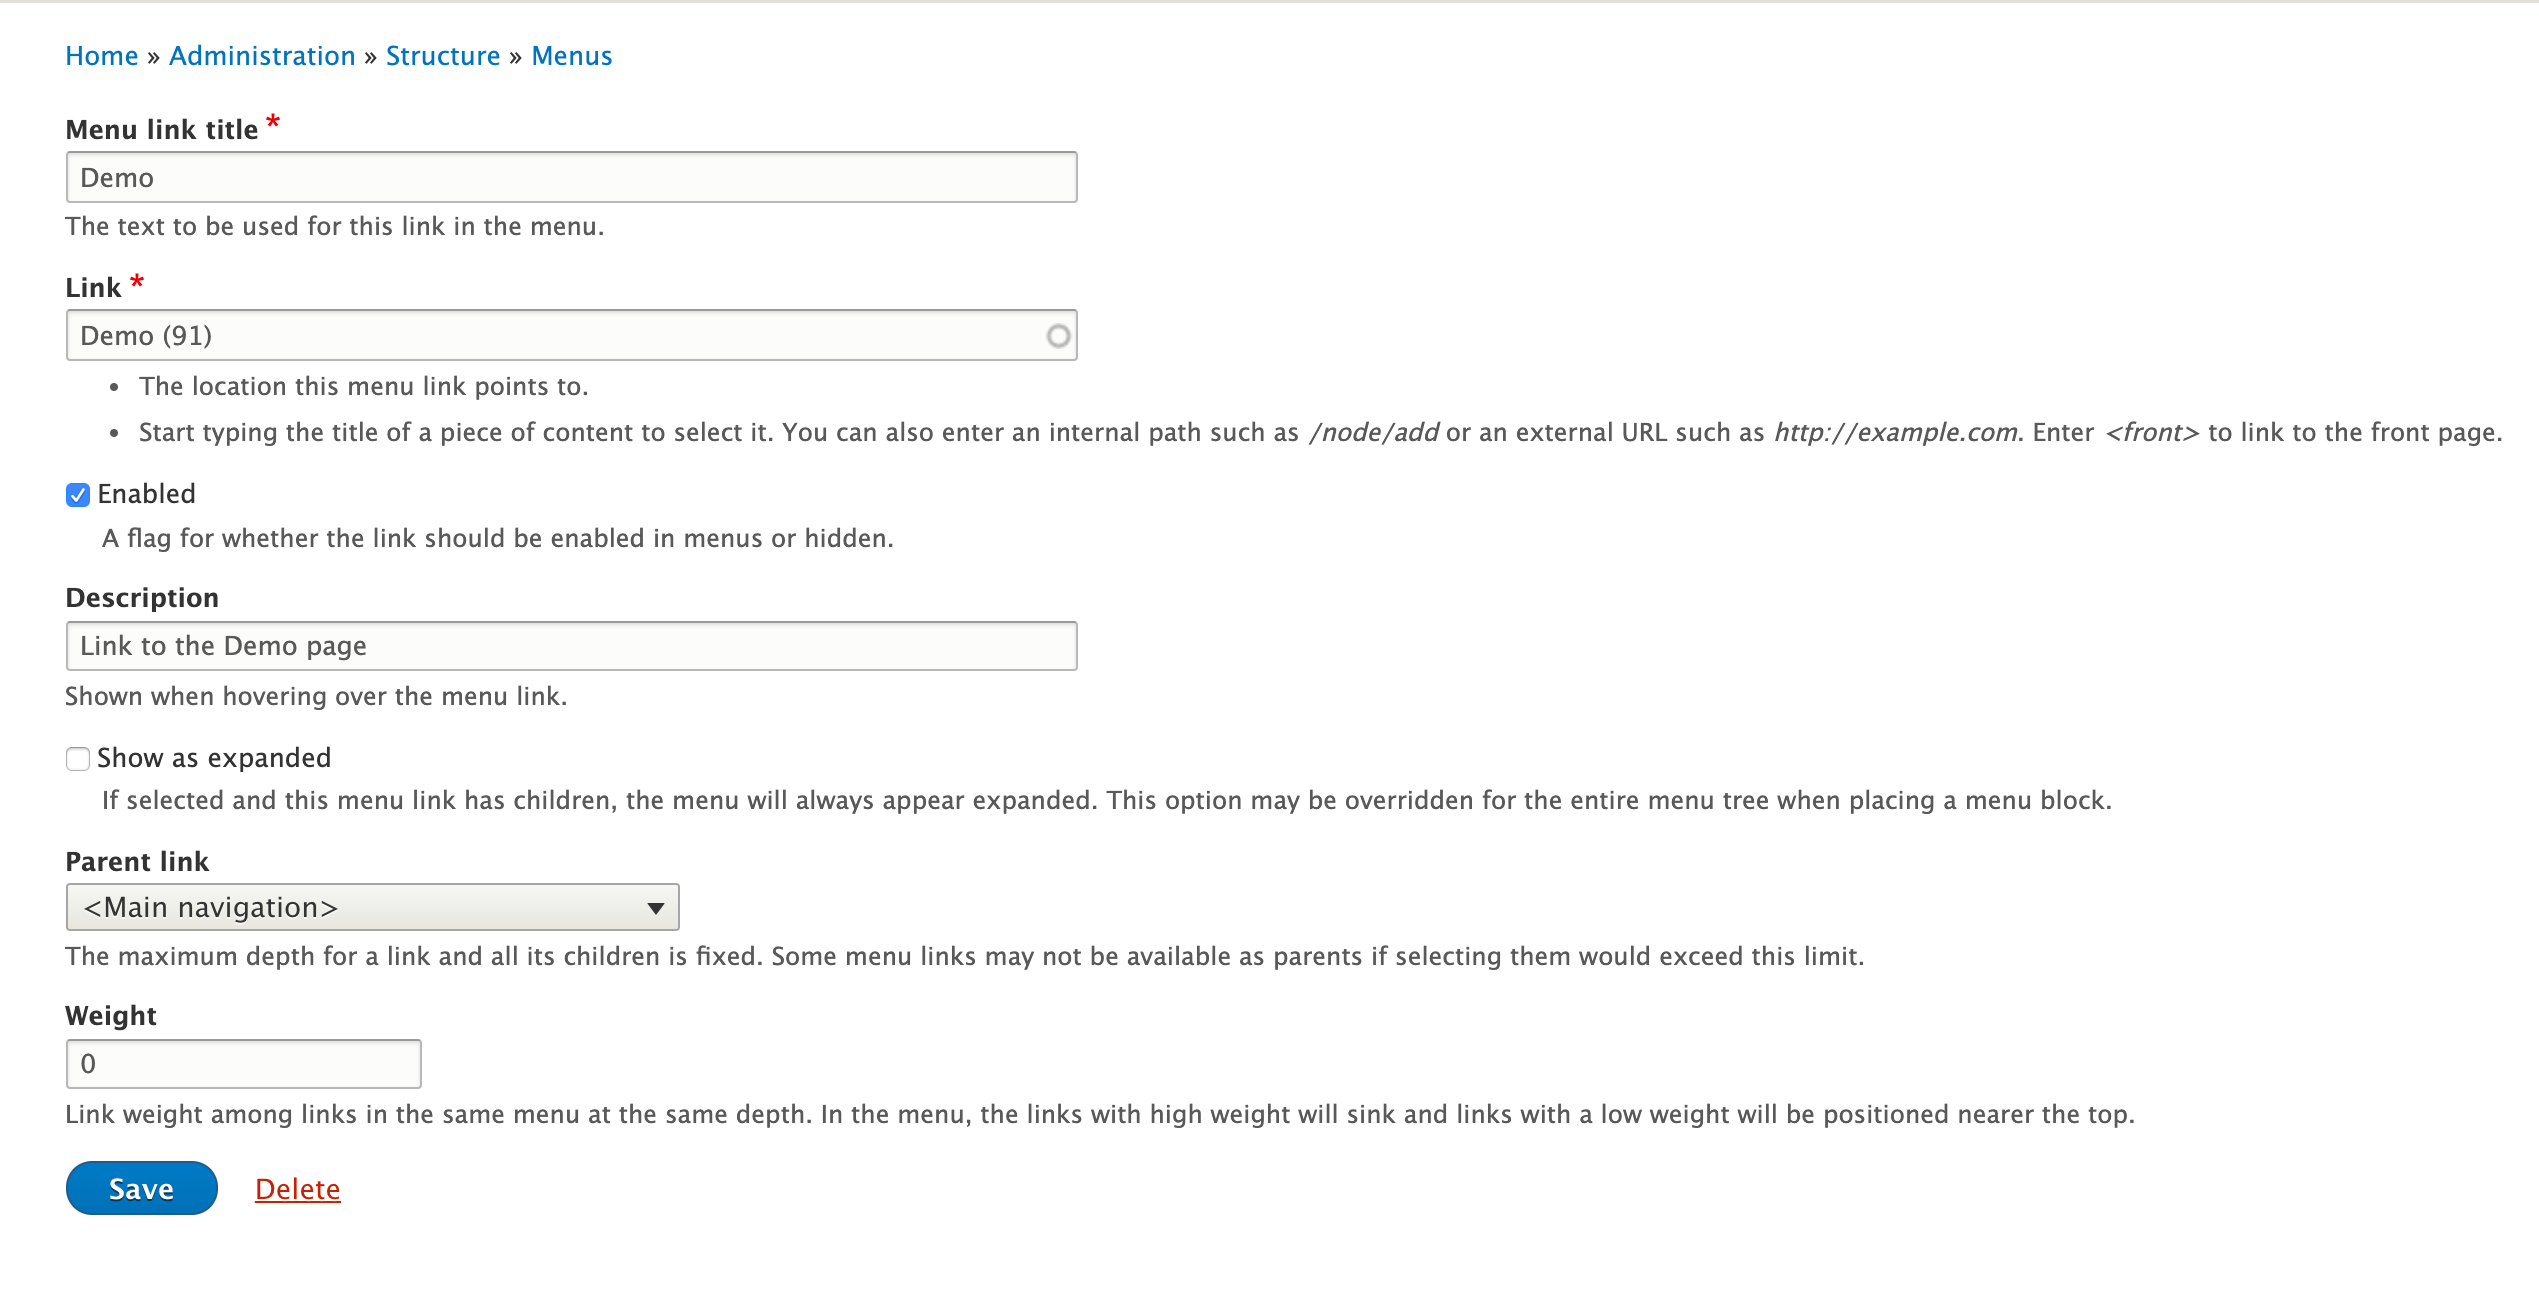 Home » Administration » Structure » Menus
Menu link title *
Demo
The text to be used for this link in the menu.
Link *
Demo (91)
• The location this menu link points to.
• Start typing the title of a piece of content to select it. You can also enter an internal path such as /node/add or an external URL such as http://example.com. Enter <front> to link to the front page.
Enabled
A flag for whether the link should be enabled in menus or hidden.
Description
Link to the Demo page
Shown when hovering over the menu link.
Show as expanded
If selected and this menu link has children, the menu will always appear expanded. This option may be overridden for the entire menu tree when placing a menu block.
Parent link
<Main navigation>
The maximum depth for a link and all its children is fixed. Some menu links may not be available as parents if selecting them would exceed this limit.
Weight
0
Link weight among links in the same menu at the same depth. In the menu, the links with high weight will sink and links with a low weight will be positioned nearer the top.
Save Delete